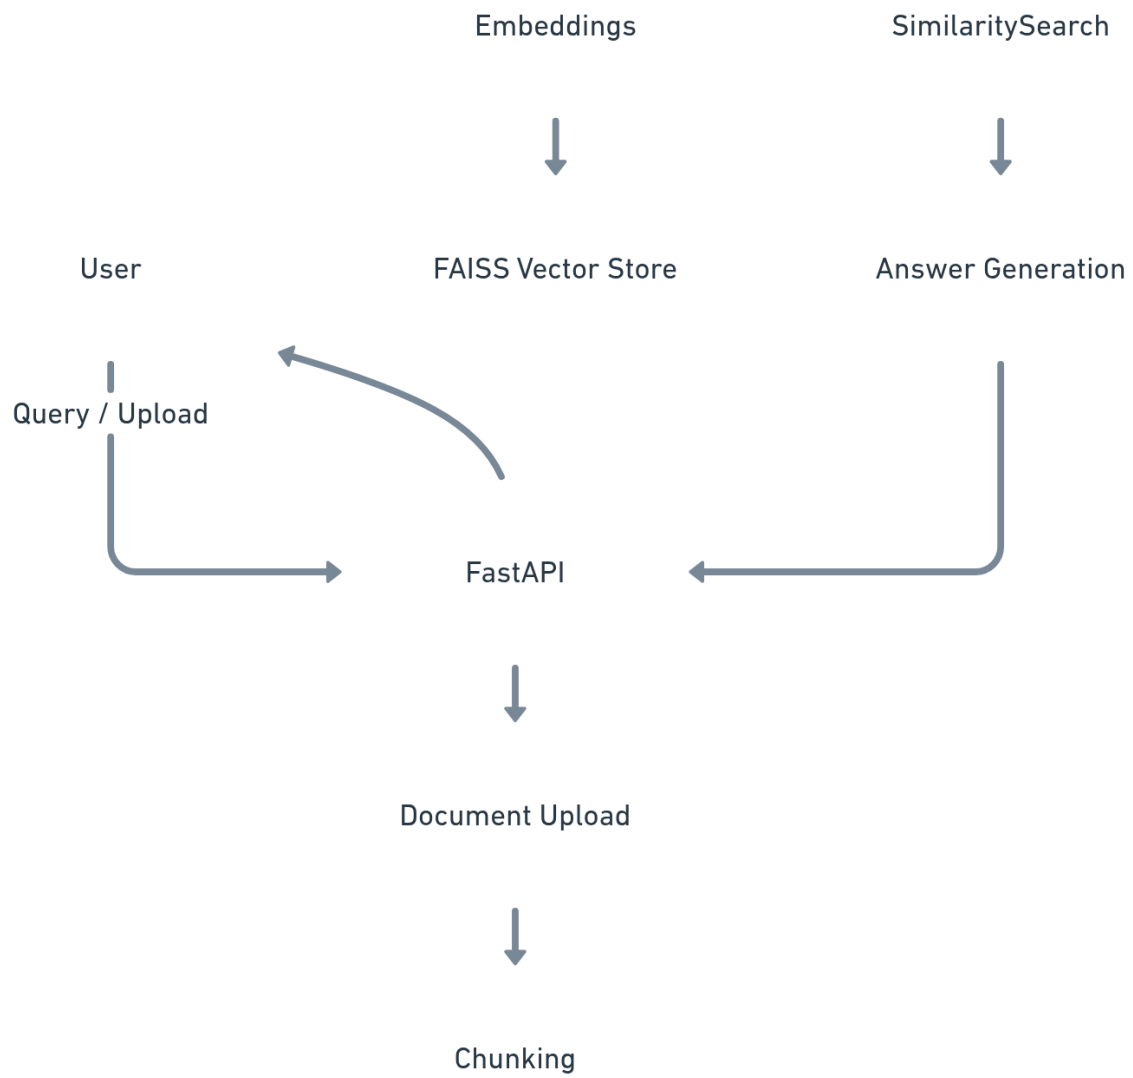 Embeddings
SimilaritySearch
User
FAISS Vector Store
Answer Generation
Query / Upload
FastAPI
Document Upload
Chunking